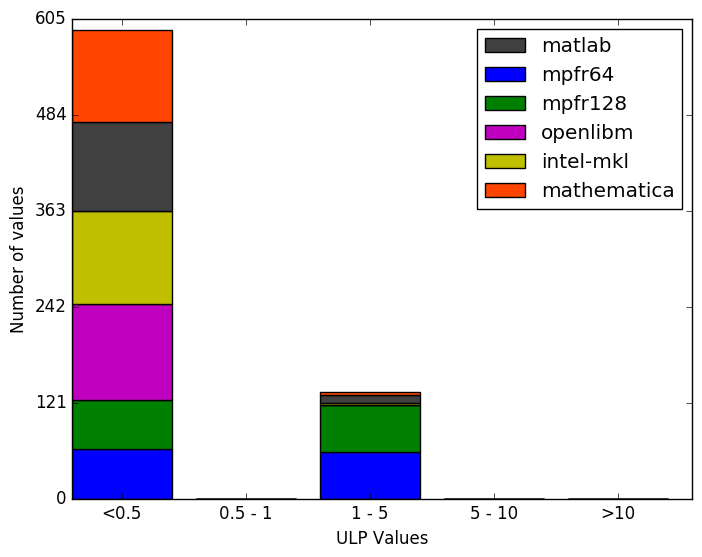 605
484
363
242
121
0
Number of values
matlab
mpfr64
mpfr128
openlibm
intel-mkl
mathematica
<0.5
0.5 - 1
1 - 5
5 - 10
>10
ULP Values